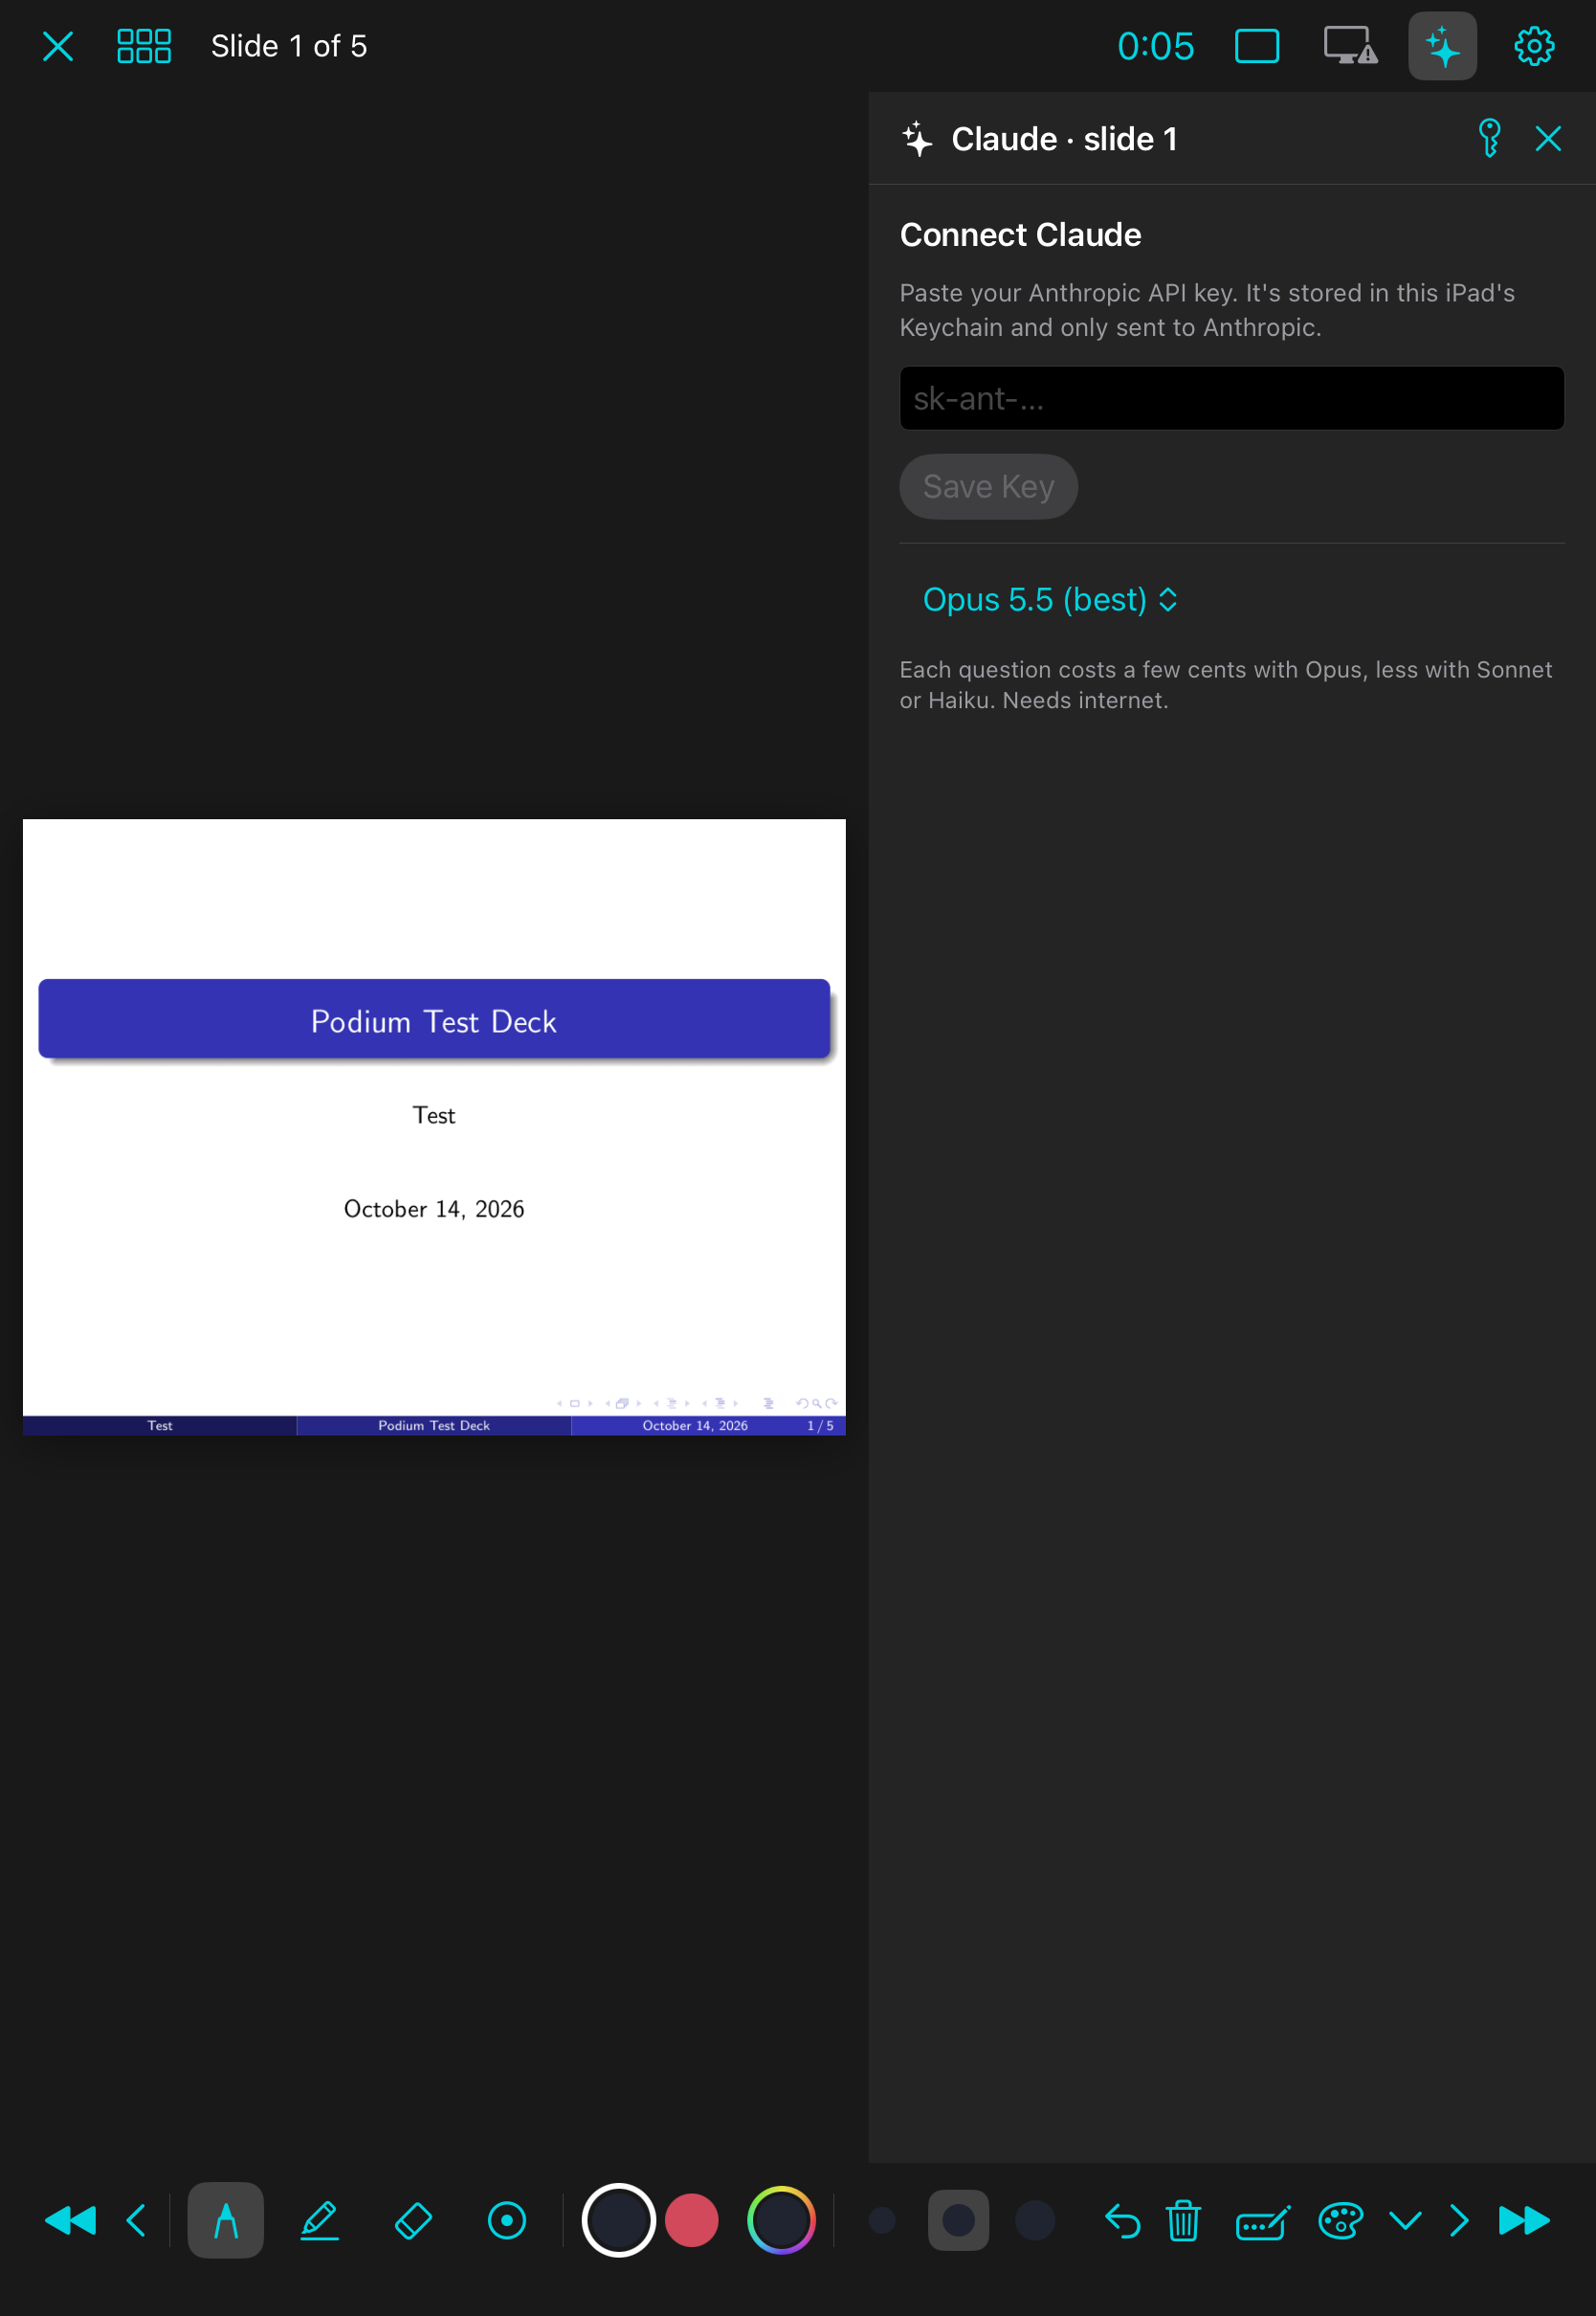 Slide 1 of 5
0:05
Claude · slide 1
Connect Claude
Paste your Anthropic API key. It's stored in this iPad's
Keychain and only sent to Anthropic.
sk-ant-...
Save Key
Opus 5.5 (best)
Each question costs a few cents with Opus, less with Sonnet
or Haiku. Needs internet.
Podium Test Deck
Test
October 14, 2026
Test Podium Test Deck October 14, 2026 1 / 5